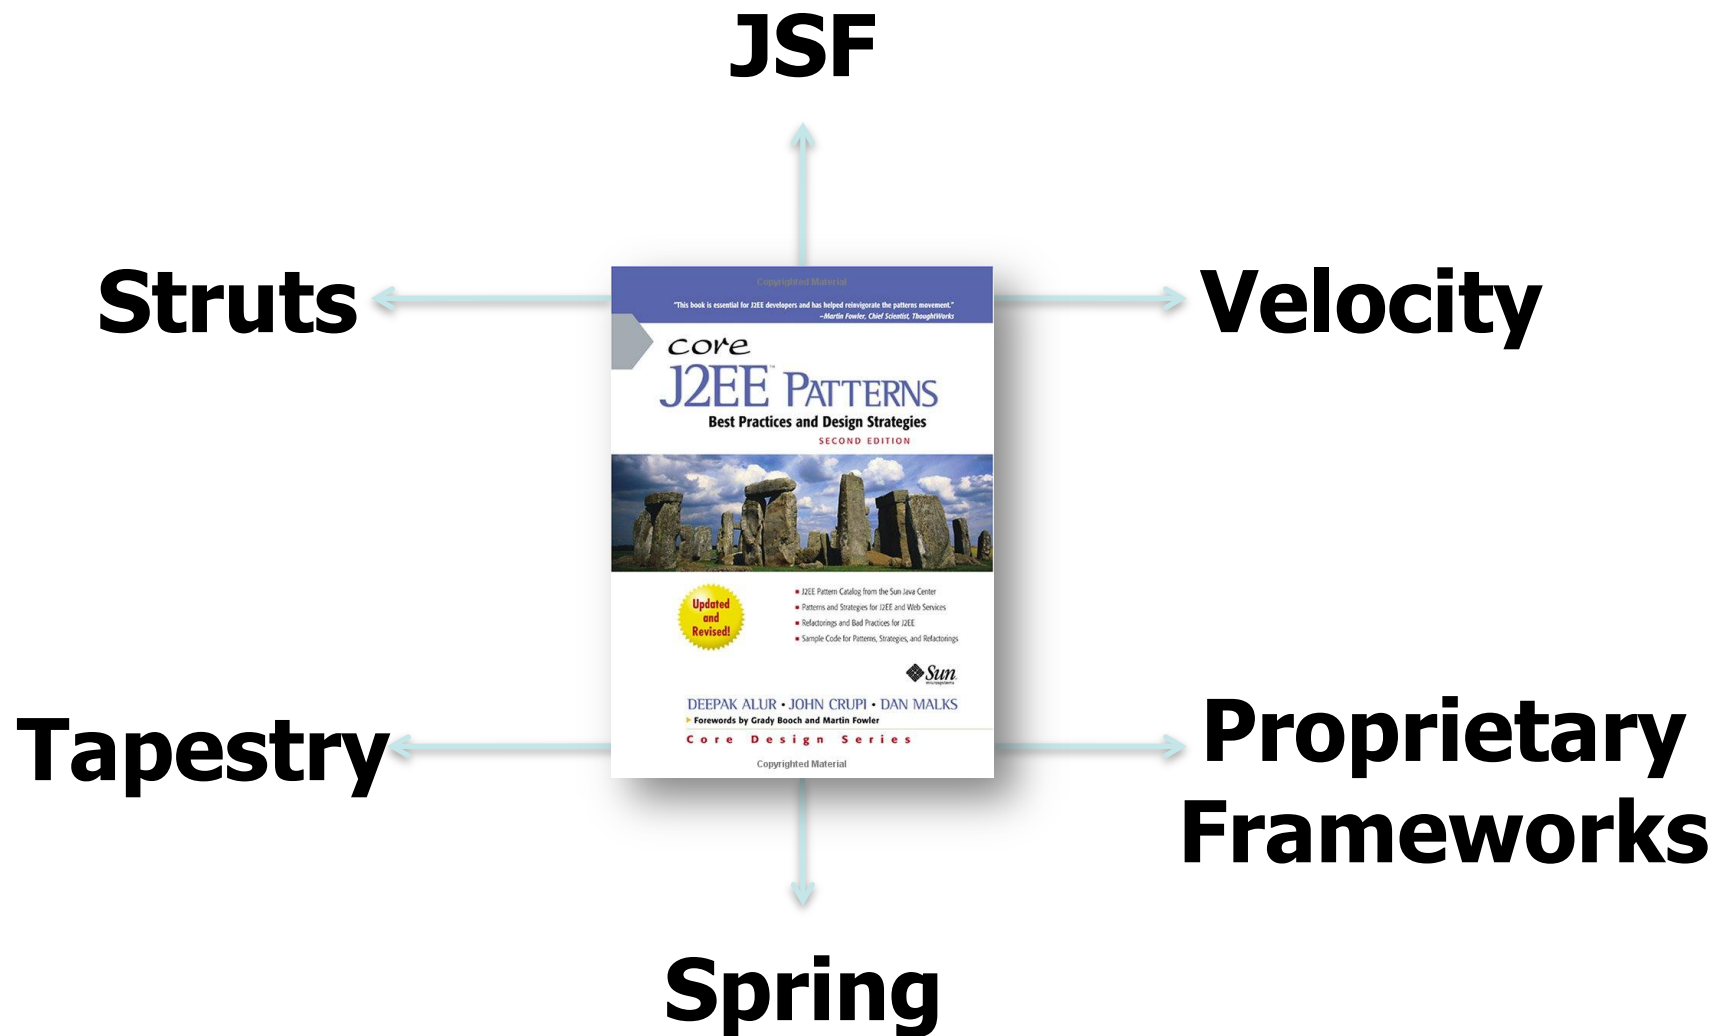 JSF
Struts
Velocity
Copyrighted Material
"This book is essential for J2EE developers and has helped reinvigorate the patterns movement."
—Martin Fowler, Chief Scientist, ThoughtWorks
core
J2EE™ PATTERNS
Best Practices and Design Strategies
SECOND EDITION
Updated
and
Revised!
▪ J2EE Pattern Catalog from the Sun Java Center
▪ Patterns and Strategies for J2EE and Web Services
▪ Refactorings and Bad Practices for J2EE
▪ Sample Code for Patterns, Strategies, and Refactorings
Sun
microsystems
DEEPAK ALUR • JOHN CRUPI • DAN MALKS
Forewords by Grady Booch and Martin Fowler
Core Design Series
Copyrighted Material
Tapestry
Proprietary
Frameworks
Spring